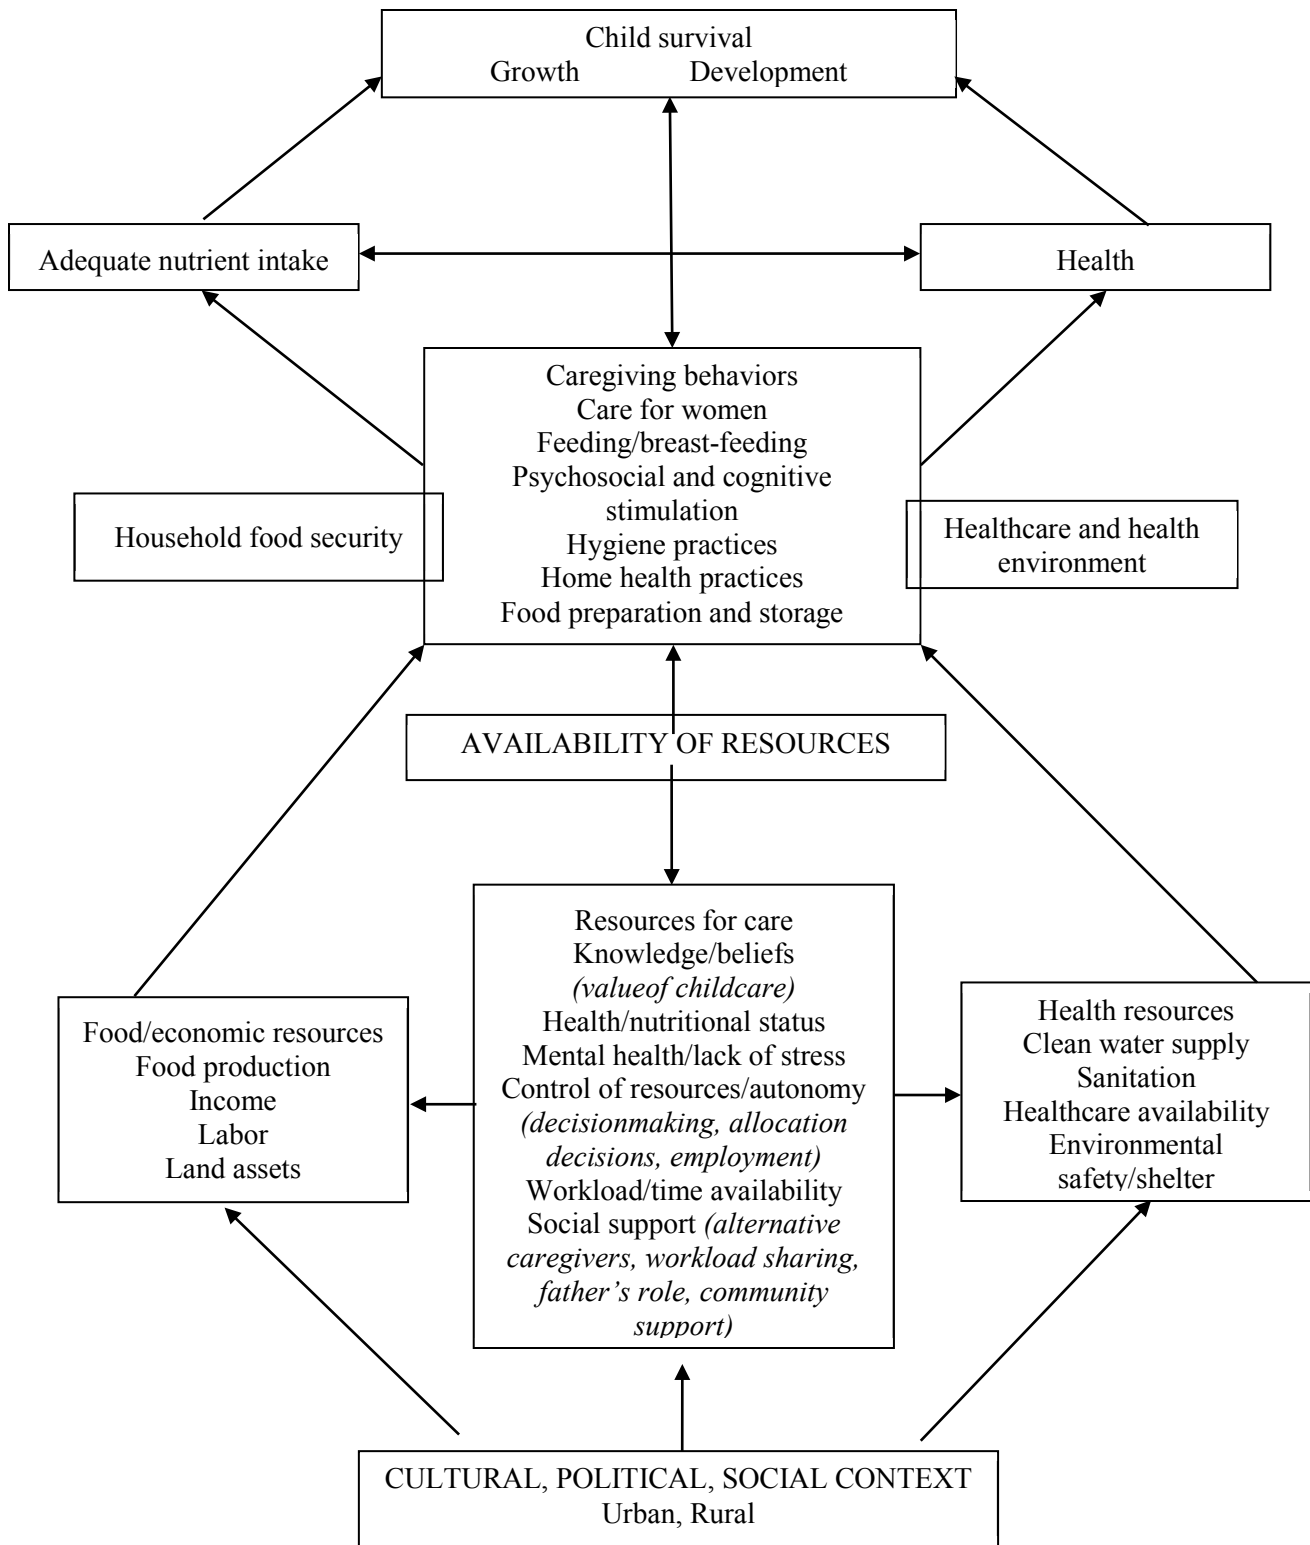 Child survival
Growth Development
Adequate nutrient intake
Health
Caregiving behaviors
Care for women
Feeding/breast-feeding
Psychosocial and cognitive
stimulation
Hygiene practices
Home health practices
Food preparation and storage
Household food security
Healthcare and health
environment
AVAILABILITY OF RESOURCES
Resources for care
Knowledge/beliefs
(valueof childcare)
Health/nutritional status
Mental health/lack of stress
Control of resources/autonomy
(decisionmaking, allocation
decisions, employment)
Workload/time availability
Social support (alternative
caregivers, workload sharing,
father’s role, community
support)
Food/economic resources
Food production
Income
Labor
Land assets
Health resources
Clean water supply
Sanitation
Healthcare availability
Environmental
safety/shelter
CULTURAL, POLITICAL, SOCIAL CONTEXT
Urban, Rural